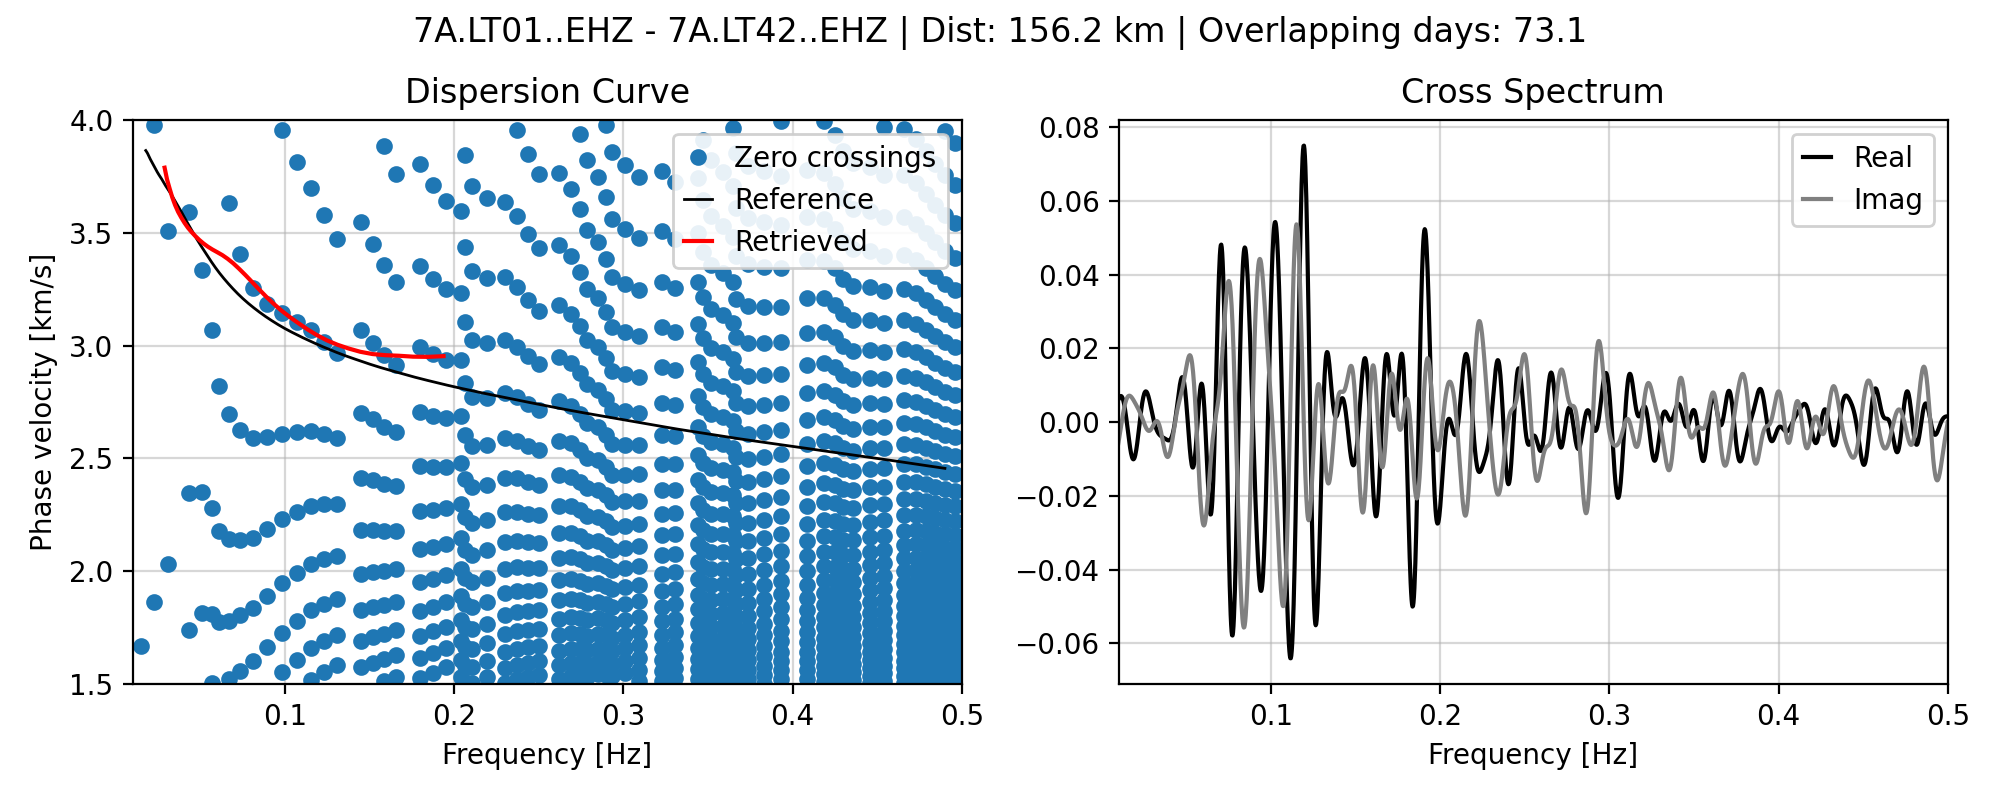 7A.LT01..EHZ - 7A.LT42..EHZ | Dist: 156.2 km | Overlapping days: 73.1
Dispersion Curve
Phase velocity [km/s]
4.0
3.5
3.0
2.5
2.0
1.5
Zero crossings
Reference
Retrieved
0.1
0.2
0.3
0.4
0.5
Frequency [Hz]
Cross Spectrum
0.08
0.06
0.04
0.02
0.00
−0.02
−0.04
−0.06
Real
Imag
0.1
0.2
0.3
0.4
0.5
Frequency [Hz]